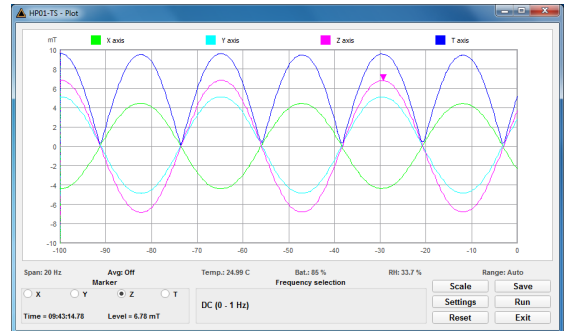 HP01-TS - Plot
mT X axis Y axis Z axis T axis
10
8
6
4
2
0
-2
-4
-6
-8
-10
-100 -90 -80 -70 -60 -50 -40 -30 -20 -10 0
Span: 20 Hz Avg: Off Temp.: 24.99 C Bat.: 85 % RH: 33.7 % Range: Auto
Marker Frequency selection
X Y Z T
DC (0 - 1 Hz)
Time = 09:43:14.78 Level = 6.78 mT
Scale Save
Settings Run
Reset Exit